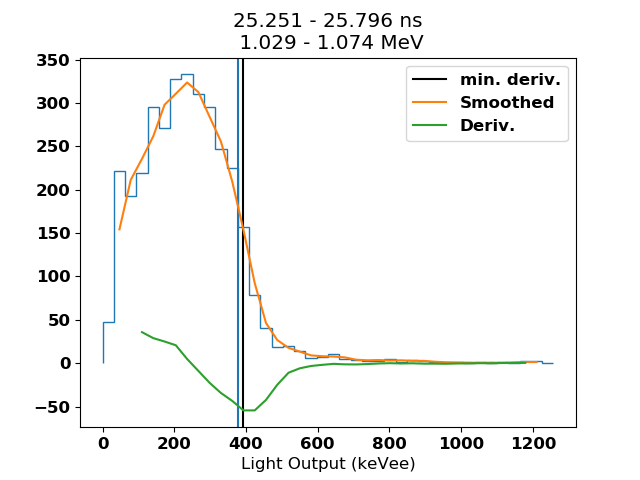 25.251 - 25.796 ns
1.029 - 1.074 MeV
350
300
250
200
150
100
50
0
−50
min. deriv.
Smoothed
Deriv.
0 200 400 600 800 1000 1200
Light Output (keVee)